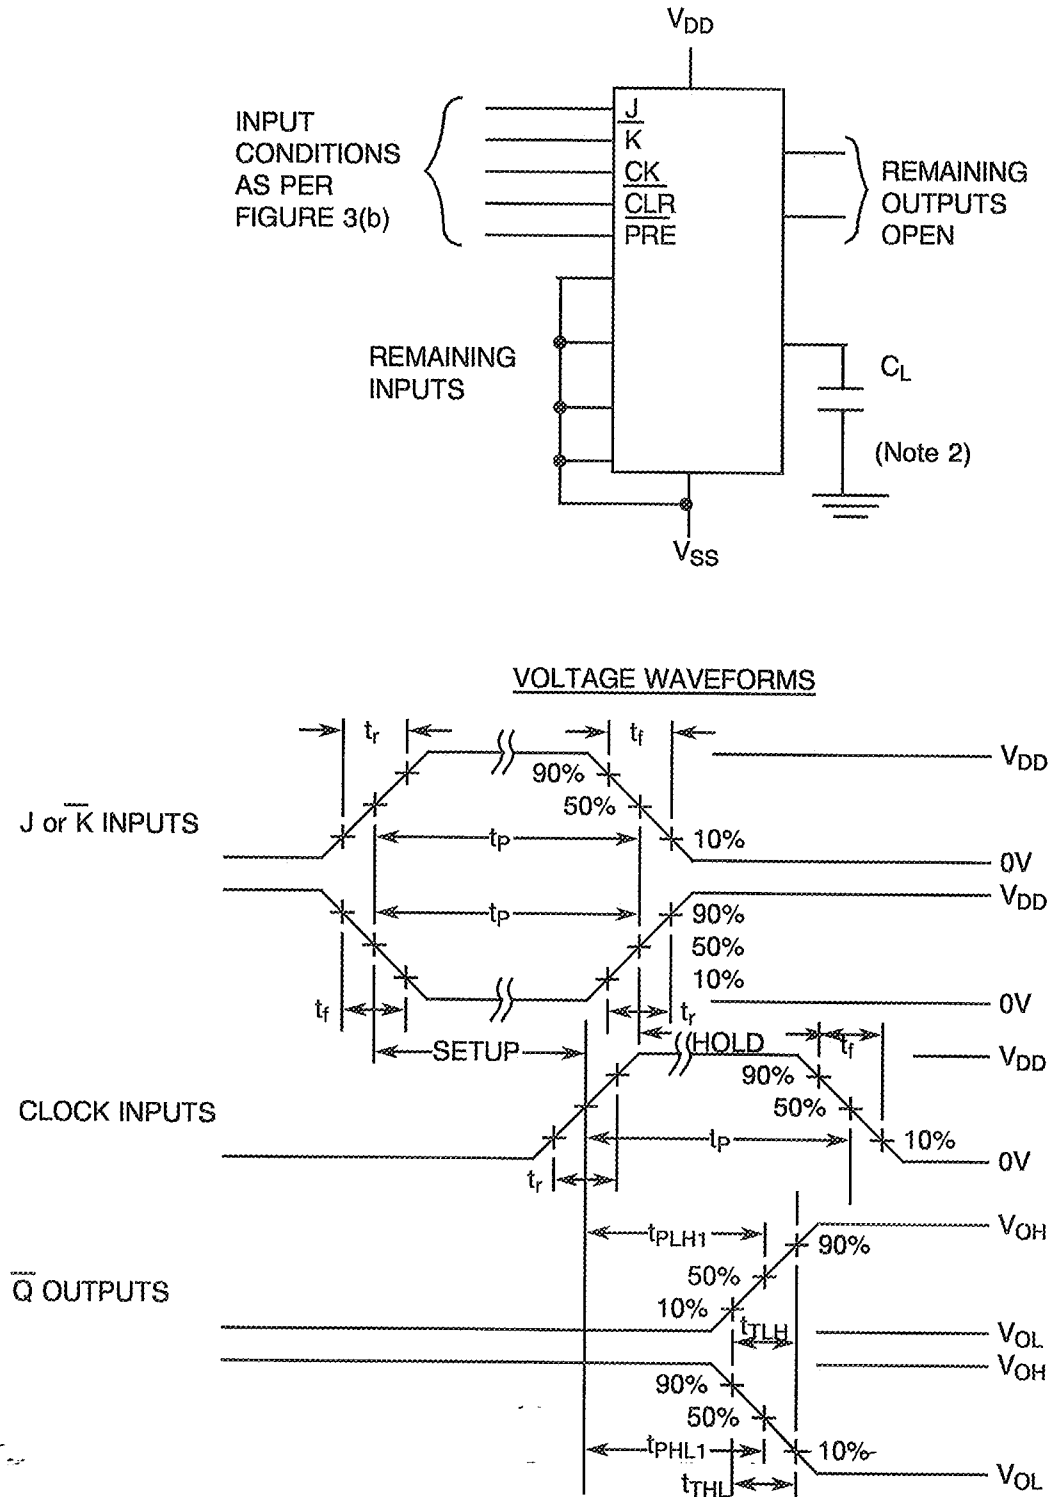 VDD
INPUT
CONDITIONS
AS PER
FIGURE 3(b)
J
K̅
CK
C̅L̅R̅
P̅R̅E̅
REMAINING
OUTPUTS
OPEN
REMAINING
INPUTS
CL
(Note 2)
VSS
VOLTAGE WAVEFORMS
tr
tf
VDD
90%
50%
J or K̅ INPUTS
tP
10%
0V
VDD
tP
90%
50%
10%
tf
tr
0V
SETUP
HOLD
tf
VDD
90%
CLOCK INPUTS
50%
tP
10%
0V
tr
tPLH1
VOH
90%
50%
Q̅ OUTPUTS
10%
tTLH
VOL
VOH
90%
50%
tPHL1
10%
VOL
tTHL